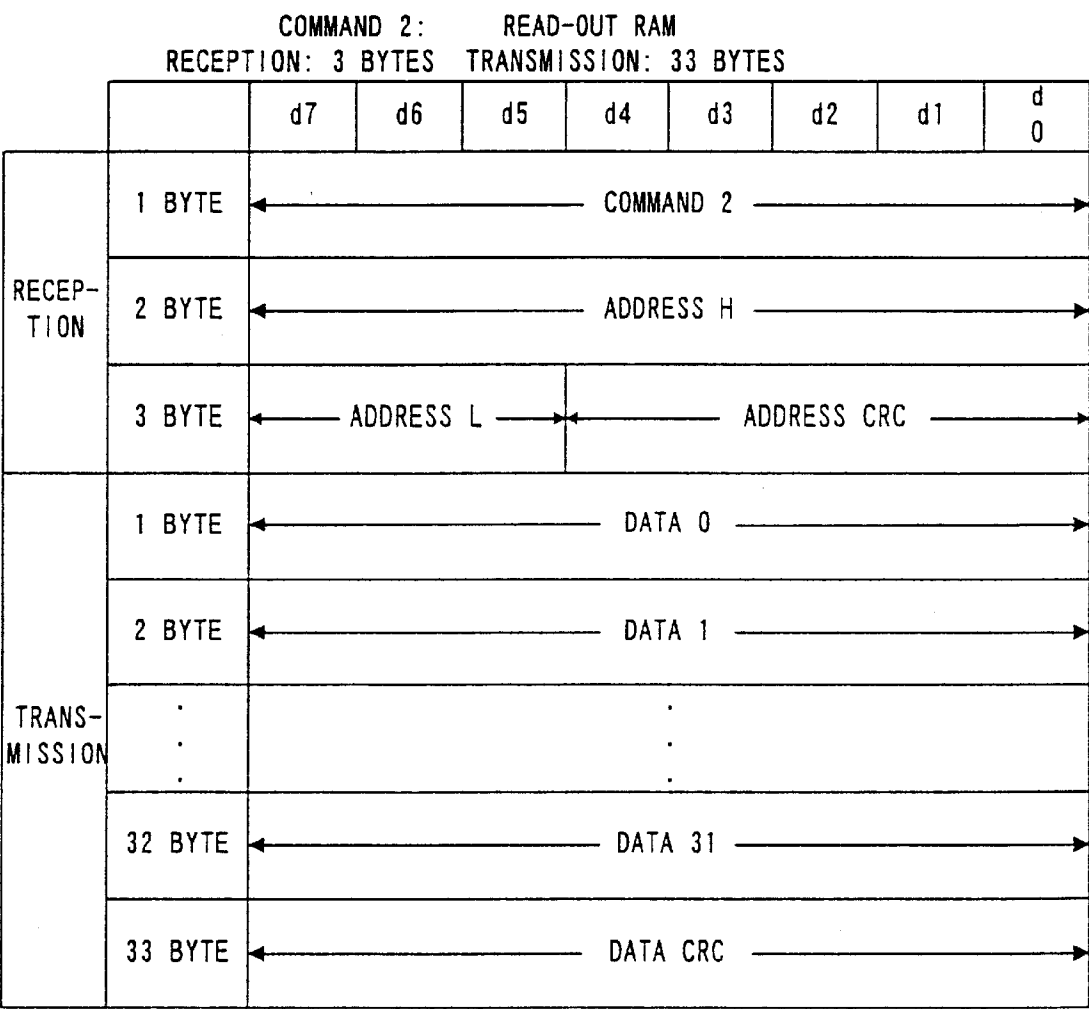 COMMAND 2: READ-OUT RAM
RECEPTION: 3 BYTES TRANSMISSION: 33 BYTES
d7 d6 d5 d4 d3 d2 d1 d
0
RECEP-
TION
1 BYTE COMMAND 2
2 BYTE ADDRESS H
3 BYTE ADDRESS L ADDRESS CRC
TRANS-
MISSION
1 BYTE DATA 0
2 BYTE DATA 1
32 BYTE DATA 31
33 BYTE DATA CRC